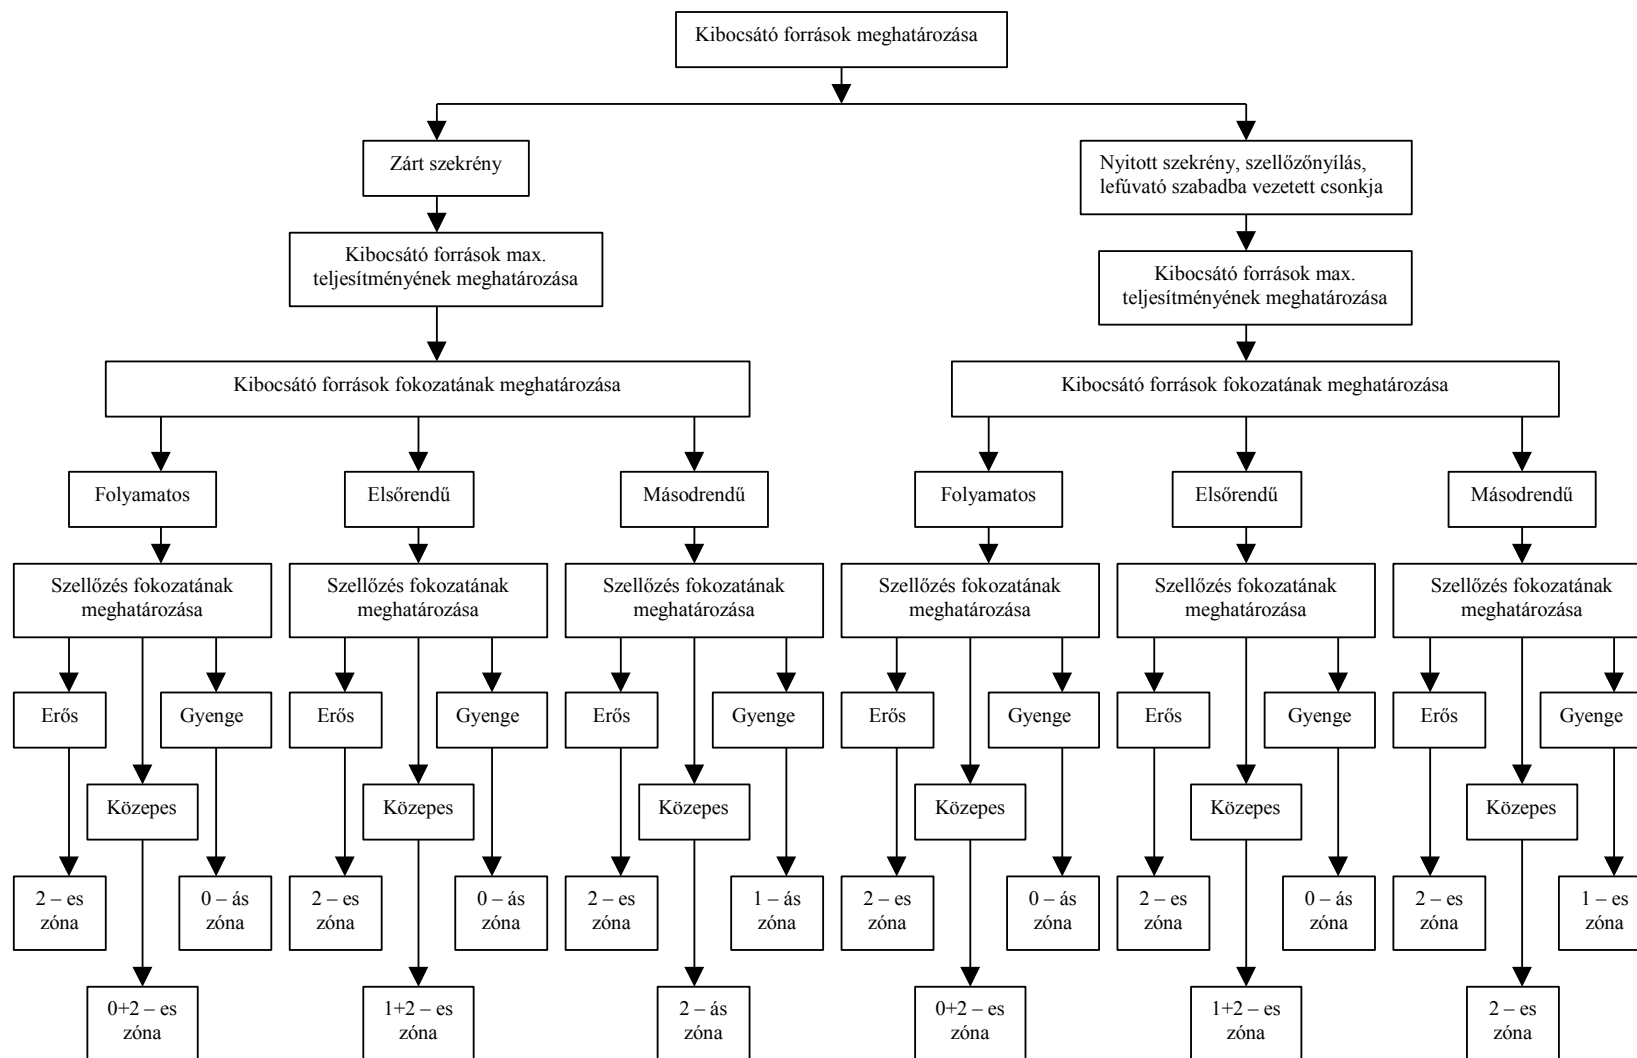 Kibocsátó források meghatározása
Zárt szekrény
Nyitott szekrény, szellőzőnyílás,
lefúvató szabadba vezetett csonkja
Kibocsátó források max.
teljesítményének meghatározása
Kibocsátó források max.
teljesítményének meghatározása
Kibocsátó források fokozatának meghatározása
Kibocsátó források fokozatának meghatározása
Folyamatos
Elsőrendű
Másodrendű
Folyamatos
Elsőrendű
Másodrendű
Szellőzés fokozatának
meghatározása
Szellőzés fokozatának
meghatározása
Szellőzés fokozatának
meghatározása
Szellőzés fokozatának
meghatározása
Szellőzés fokozatának
meghatározása
Szellőzés fokozatának
meghatározása
Erős
Gyenge
Erős
Gyenge
Erős
Gyenge
Erős
Gyenge
Erős
Gyenge
Erős
Gyenge
Közepes
Közepes
Közepes
Közepes
Közepes
Közepes
2 – es
zóna
0 – ás
zóna
2 – es
zóna
0 – ás
zóna
2 – es
zóna
1 – ás
zóna
2 – es
zóna
0 – ás
zóna
2 – es
zóna
0 – ás
zóna
2 – es
zóna
1 – es
zóna
0+2 – es
zóna
1+2 – es
zóna
2 – ás
zóna
0+2 – es
zóna
1+2 – es
zóna
2 – es
zóna